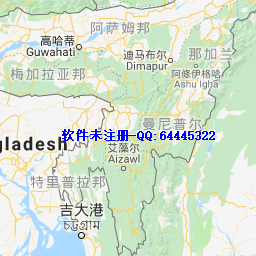 阿萨姆邦
高哈蒂
Guwahati
迪马布尔
Dimapur
那加兰
梅加拉亚邦
阿修伊格哈
Ashu Igha
曼尼普尔
软件未注册 QQ:64445322
gladesh
艾藻尔
Aizawl
特里普拉邦
吉大港